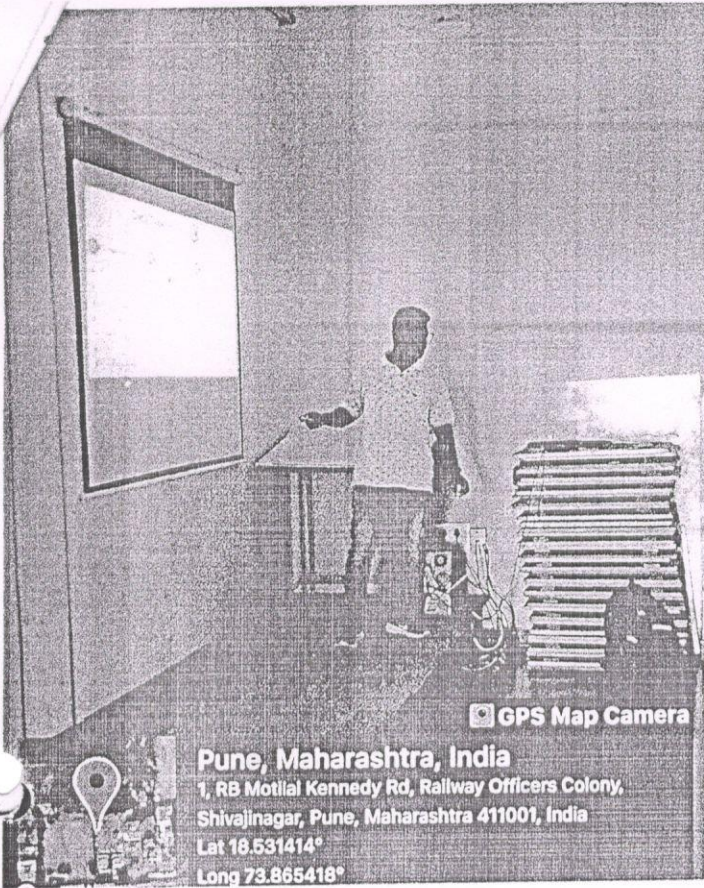 GPS Map Camera
Pune, Maharashtra, India
1, RB Motilal Kennedy Rd, Railway Officers Colony,
Shivajinagar, Pune, Maharashtra 411001, India
Lat 18.531414°
Long 73.865418°